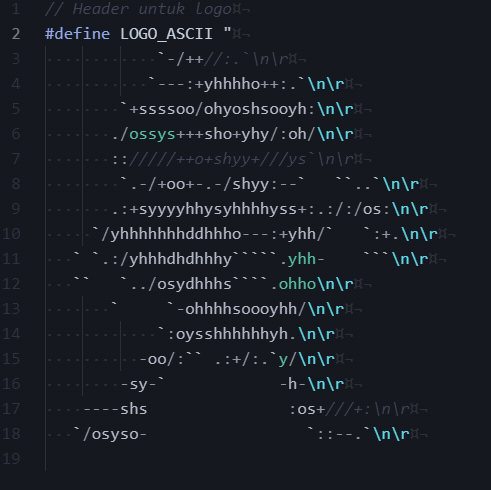 1 // Header untuk logo¤¬
2 #define LOGO_ASCII "¤¬
3 ············`-/++//:.`\n\r¤¬
4 ···········`---:+yhhhho++:.`\n\r¤¬
5 ········`+ssssoo/ohyoshsooyh:\n\r¤¬
6 ·······./ossys+++sho+yhy/:oh/\n\r¤¬
7 ·······:://///++o+shyy+///ys`\n\r¤¬
8 ········`.-/+oo+-.-/shyy:--`   ``..`\n\r¤¬
9 ·······.:+syyyyhhysyhhhhyss+:.:/:/os:\n\r¤¬
10 ·····`/yhhhhhhhddhhho---:+yhh/`   `:+.\n\r¤¬
11 ···` `.:/yhhhdhdhhhy`````.yhh-    ```\n\r¤¬
12 ···``   `../osydhhhs````.ohho\n\r¤¬
13 ·······`     `-ohhhhsoooyhh/\n\r¤¬
14 ············`:oysshhhhhhyh.\n\r¤¬
15 ··········-oo/:`` .:+/:.`y/\n\r¤¬
16 ········-sy-`            -h-\n\r¤¬
17 ····----shs               :os+///+:\n\r¤¬
18 ···`/osyso-                 `::--.`\n\r¤¬
19